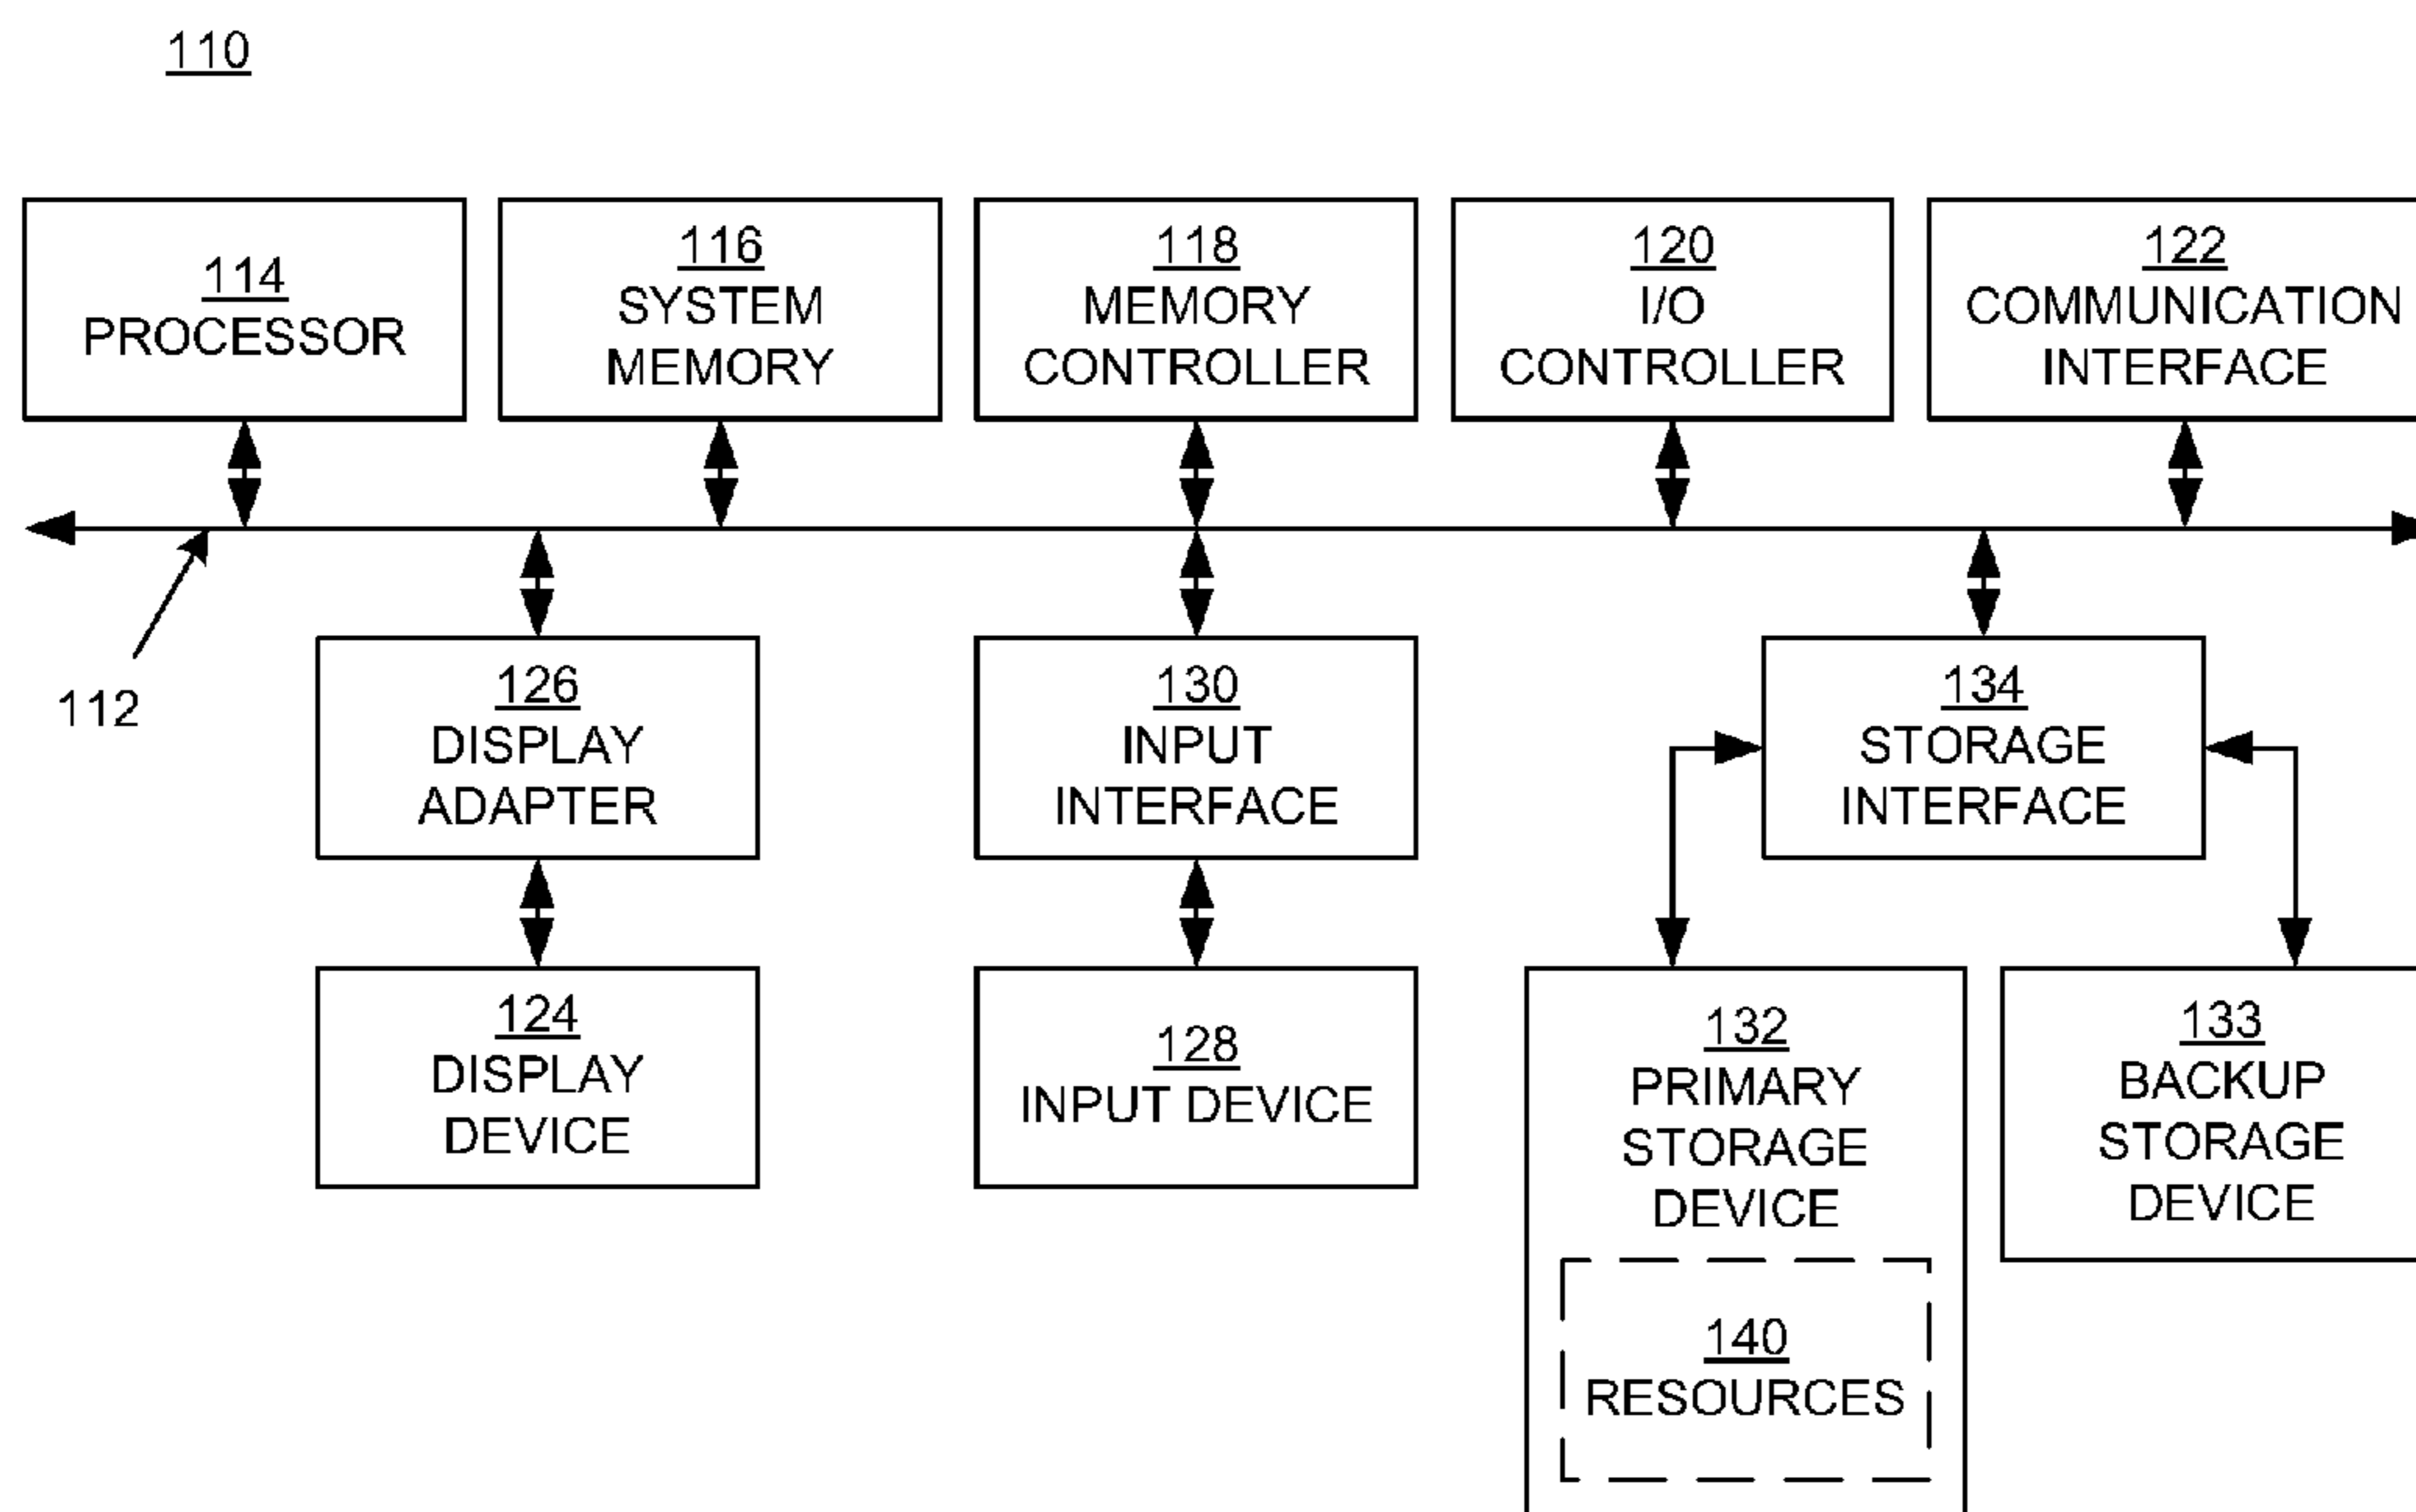 110
114
PROCESSOR
116
SYSTEM
MEMORY
118
MEMORY
CONTROLLER
120
I/O
CONTROLLER
122
COMMUNICATION
INTERFACE
112
126
DISPLAY
ADAPTER
130
INPUT
INTERFACE
134
STORAGE
INTERFACE
124
DISPLAY
DEVICE
128
INPUT DEVICE
132
PRIMARY
STORAGE
DEVICE
140
RESOURCES
133
BACKUP
STORAGE
DEVICE